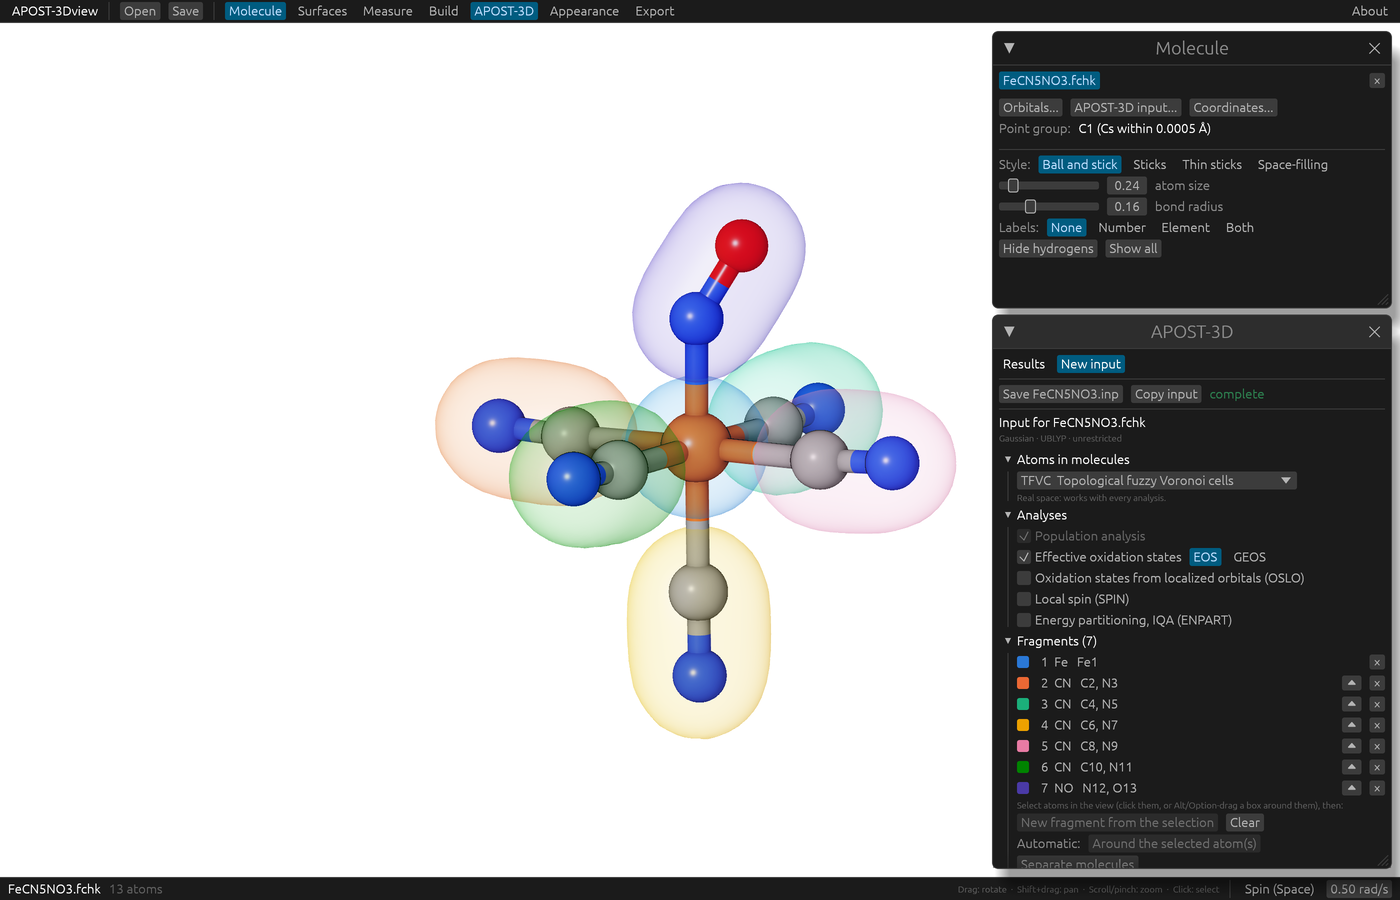 APOST-3Dview Open Save Molecule Surfaces Measure Build APOST-3D Appearance Export About
Molecule
FeCN5NO3.fchk
Orbitals... APOST-3D input... Coordinates...
Point group: C1 (Cs within 0.0005 Å)
Style: Ball and stick Sticks Thin sticks Space-filling
0.24 atom size
0.16 bond radius
Labels: None Number Element Both
Hide hydrogens Show all
APOST-3D
Results New input
Save FeCN5NO3.inp Copy input complete
Input for FeCN5NO3.fchk
Gaussian · UBLYP · unrestricted
Atoms in molecules
TFVC Topological fuzzy Voronoi cells
Real space: works with every analysis.
Analyses
Population analysis
Effective oxidation states EOS GEOS
Oxidation states from localized orbitals (OSLO)
Local spin (SPIN)
Energy partitioning, IQA (ENPART)
Fragments (7)
1 Fe Fe1
2 CN C2, N3
3 CN C4, N5
4 CN C6, N7
5 CN C8, N9
6 CN C10, N11
7 NO N12, O13
Select atoms in the view (click them, or Alt/Option-drag a box around them), then:
New fragment from the selection Clear
Automatic: Around the selected atom(s)
Separate molecules
FeCN5NO3.fchk 13 atoms Drag: rotate · Shift+drag: pan · Scroll/pinch: zoom · Click: select Spin (Space) 0.50 rad/s